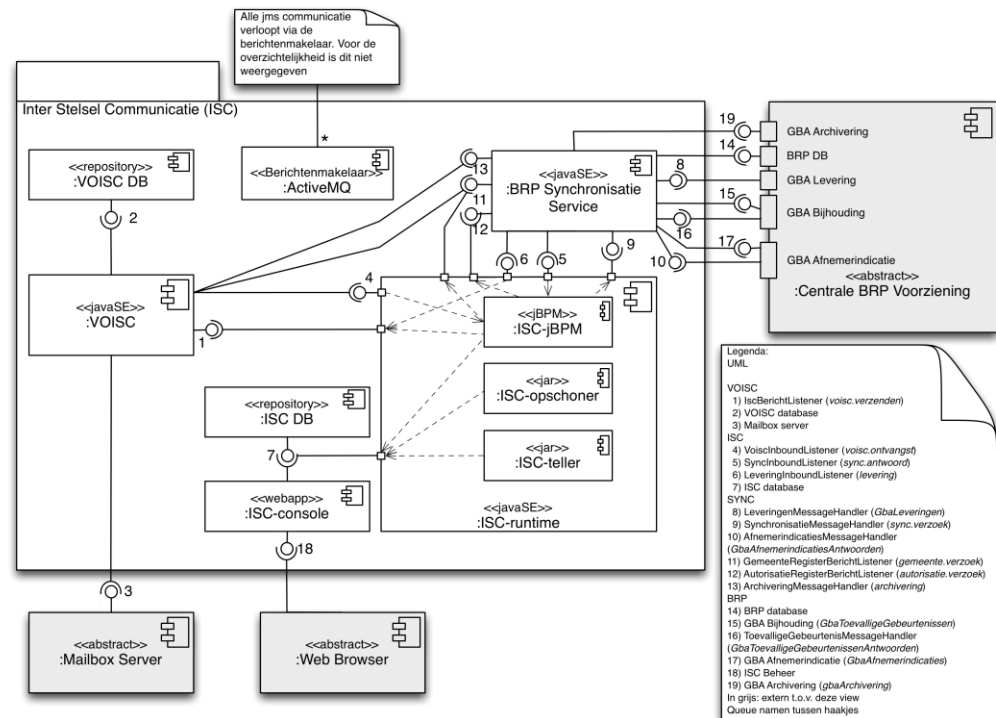 Alle jms communicatie
verloopt via de
berichtenmakelaar. Voor de
overzichtelijkheid is dit niet
weergegeven
Inter Stelsel Communicatie (ISC)
*
<<repository>>
:VOISC DB
<<Berichtenmakelaar>>
:ActiveMQ
<<javaSE>>
:BRP Synchronisatie
Service
19
14
8
15
16
17
10
GBA Archivering
BRP DB
GBA Levering
GBA Bijhouding
GBA Afnemerindicatie
<<abstract>>
:Centrale BRP Voorziening
13
11
12
2
6
5
9
4
<<javaSE>>
:VOISC
1
<<jBPM>>
:ISC-jBPM
<<jar>>
:ISC-opschoner
<<jar>>
:ISC-teller
<<javaSE>>
:ISC-runtime
<<repository>>
:ISC DB
7
<<webapp>>
:ISC-console
18
3
<<abstract>>
:Mailbox Server
<<abstract>>
:Web Browser
Legenda:
UML
VOISC
1) IscBerichtListener (voisc.verzenden)
2) VOISC database
3) Mailbox server
ISC
4) VoiscInboundListener (voisc.ontvangst)
5) SyncInboundListener (sync.antwoord)
6) LeveringInboundListener (levering)
7) ISC database
SYNC
8) LeveringenMessageHandler (GbaLeveringen)
9) SynchronisatieMessageHandler (sync.verzoek)
10) AfnemerindicatiesMessageHandler
(GbaAfnemerindicatiesAntwoorden)
11) GemeenteRegisterBerichtListener (gemeente.verzoek)
12) AutorisatieRegisterBerichtListener (autorisatie.verzoek)
13) ArchiveringMessageHandler (archivering)
BRP
14) BRP database
15) GBA Bijhouding (GbaToevalligeGebeurtenissen)
16) ToevalligeGebeurtenisMessageHandler
(GbaToevalligeGebeurtenissenAntwoorden)
17) GBA Afnemerindicatie (GbaAfnemerindicaties)
18) ISC Beheer
19) GBA Archivering (gbaArchivering)
In grijs: extern t.o.v. deze view
Queue namen tussen haakjes